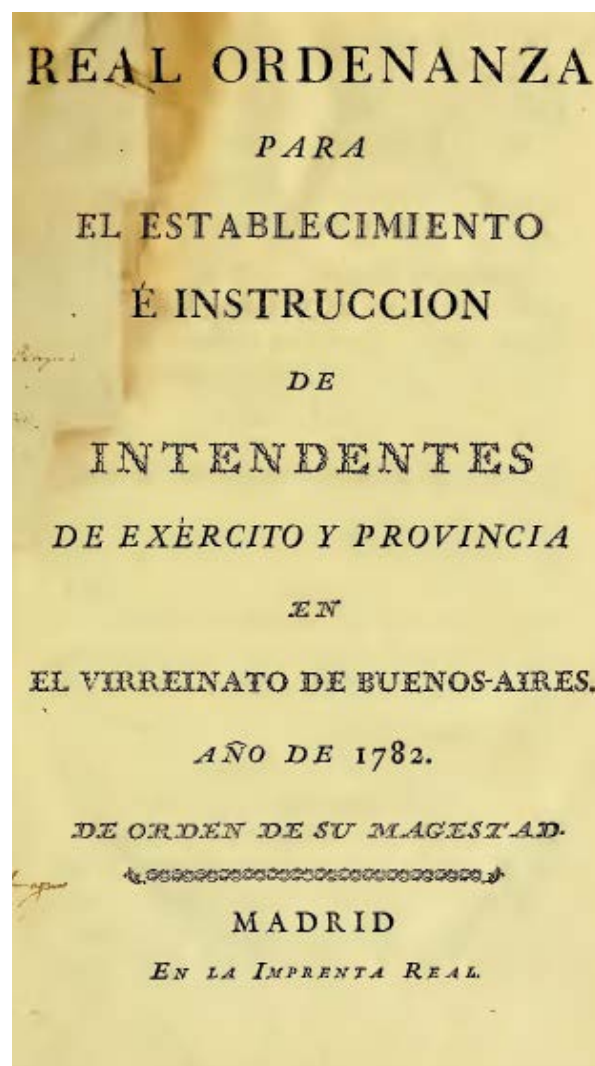 REAL ORDENANZA
PARA
EL ESTABLECIMIENTO
É INSTRUCCION
DE
INTENDENTES
DE EXÉRCITO Y PROVINCIA
EN
EL VIRREINATO DE BUENOS-AIRES.
AÑO DE 1782.
DE ORDEN DE SU MAGESTAD.
MADRID
EN LA IMPRENTA REAL.